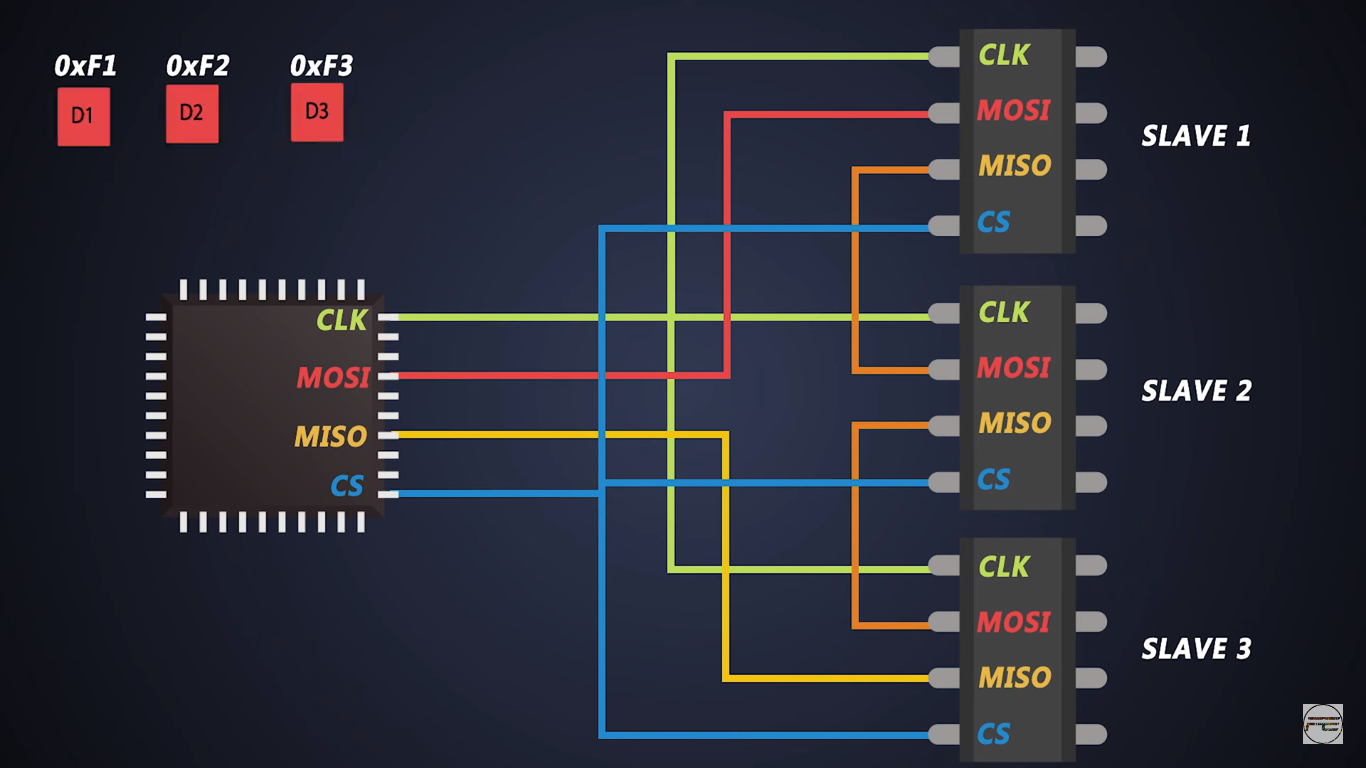 0xF1 0xF2 0xF3
D1 D2 D3
CLK
MOSI
MISO
CS
CLK
MOSI
MISO
CS
SLAVE 1
CLK
MOSI
MISO
CS
SLAVE 2
CLK
MOSI
MISO
CS
SLAVE 3